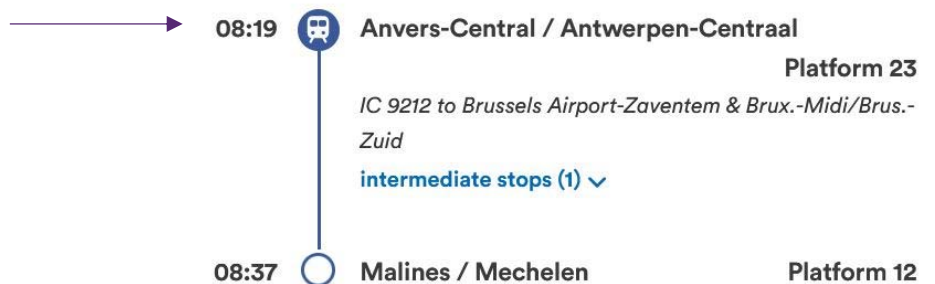 08:19 Anvers-Central / Antwerpen-Centraal
Platform 23
IC 9212 to Brussels Airport-Zaventem & Brux.-Midi/Brus.-
Zuid
intermediate stops (1)
08:37 Malines / Mechelen Platform 12